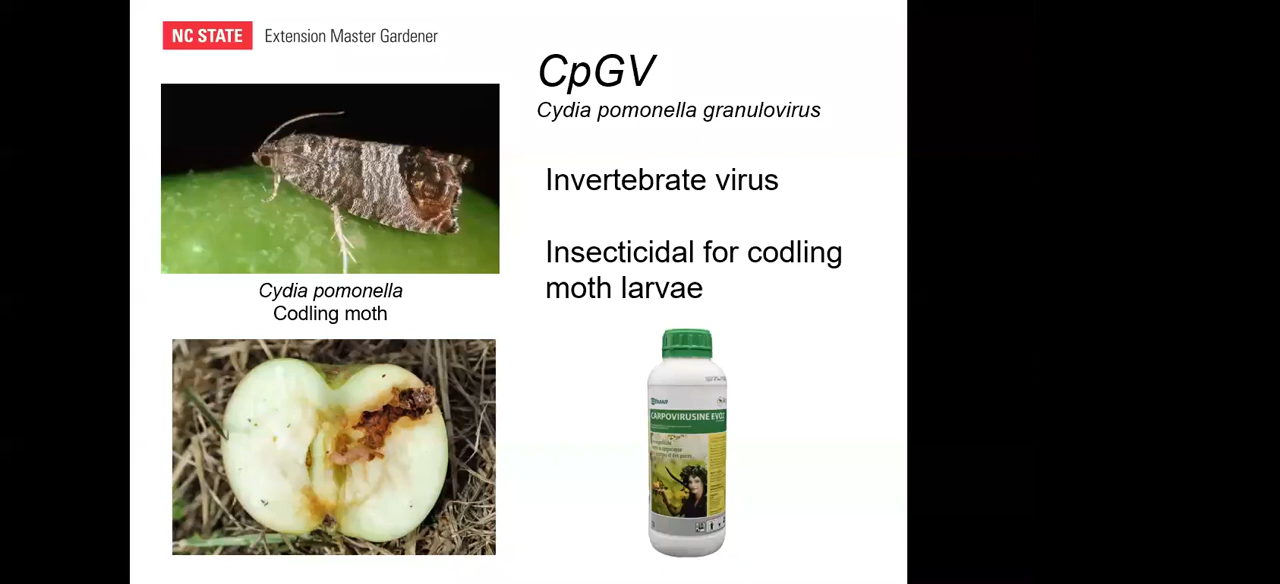 NC STATE Extension Master Gardener
CpGV
Cydia pomonella granulovirus
Invertebrate virus
Insecticidal for codling
moth larvae
Cydia pomonella
Codling moth
CARPOVIRUSINE EVO2